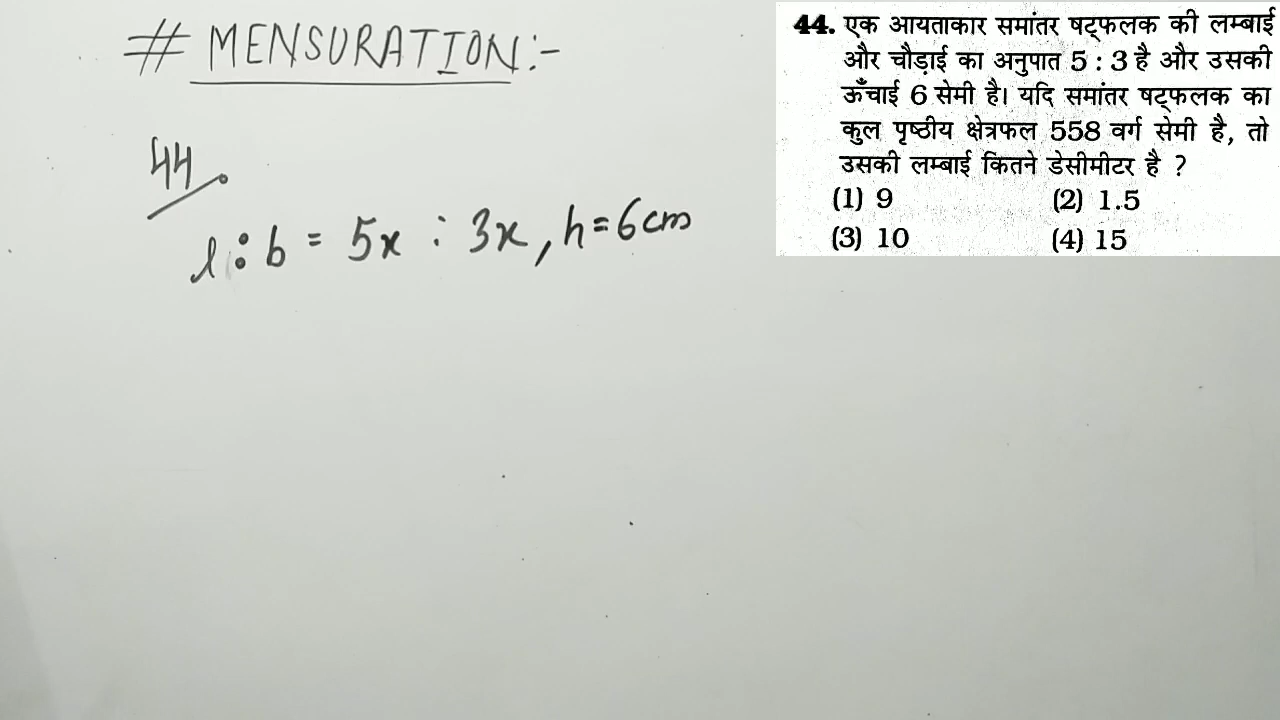 # MENSURATION:-
44.
l : b = 5x : 3x, h = 6cm
44. एक आयताकार समांतर षट्फलक की लम्बाई
और चौड़ाई का अनुपात 5 : 3 है और उसकी
ऊँचाई 6 सेमी है। यदि समांतर षट्फलक का
कुल पृष्ठीय क्षेत्रफल 558 वर्ग सेमी है, तो
उसकी लम्बाई कितने डेसीमीटर है ?
(1) 9 (2) 1.5
(3) 10 (4) 15